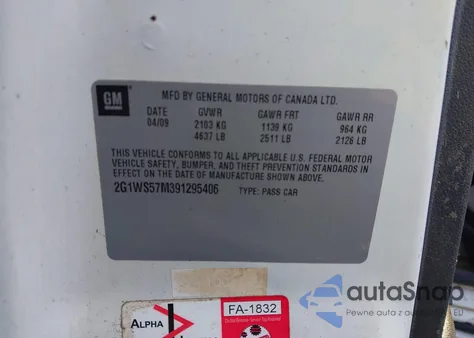 GM
MFD BY GENERAL MOTORS OF CANADA LTD.
DATE GVWR GAWR FRT GAWR RR
04/09 2103 KG 1139 KG 964 KG
4637 LB 2511 LB 2126 LB
THIS VEHICLE CONFORMS TO ALL APPLICABLE U.S. FEDERAL MOTOR
VEHICLE SAFETY, BUMPER, AND THEFT PREVENTION STANDARDS IN
EFFECT ON THE DATE OF MANUFACTURE SHOWN ABOVE.
2G1WS57M391295406 TYPE: PASS CAR
FA-1832
ALPHA
autoSnap
EU